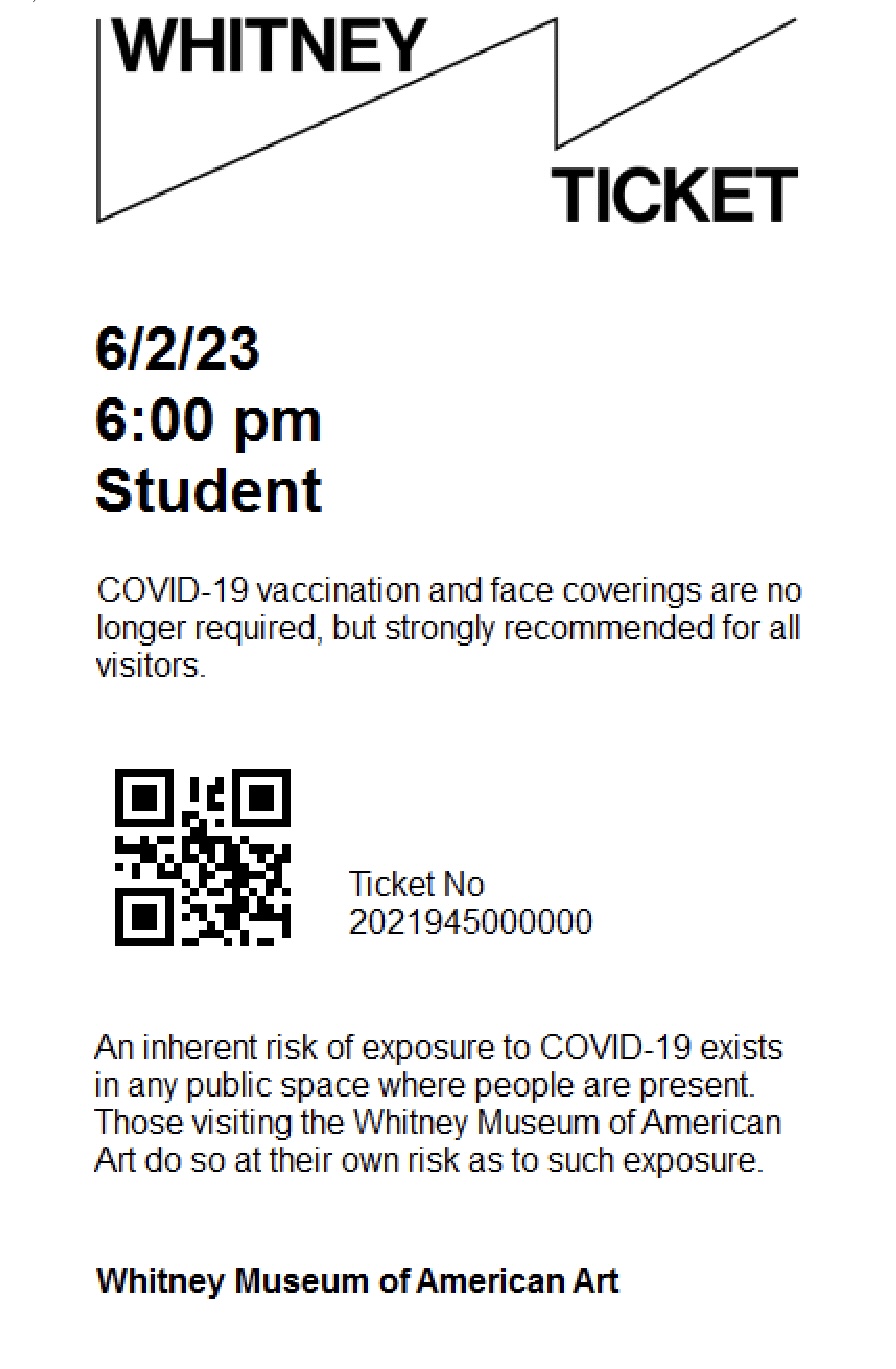 WHITNEY
TICKET
6/2/23
6:00 pm
Student
COVID-19 vaccination and face coverings are no
longer required, but strongly recommended for all
visitors.
Ticket No
2021945000000
An inherent risk of exposure to COVID-19 exists
in any public space where people are present.
Those visiting the Whitney Museum of American
Art do so at their own risk as to such exposure.
Whitney Museum of American Art